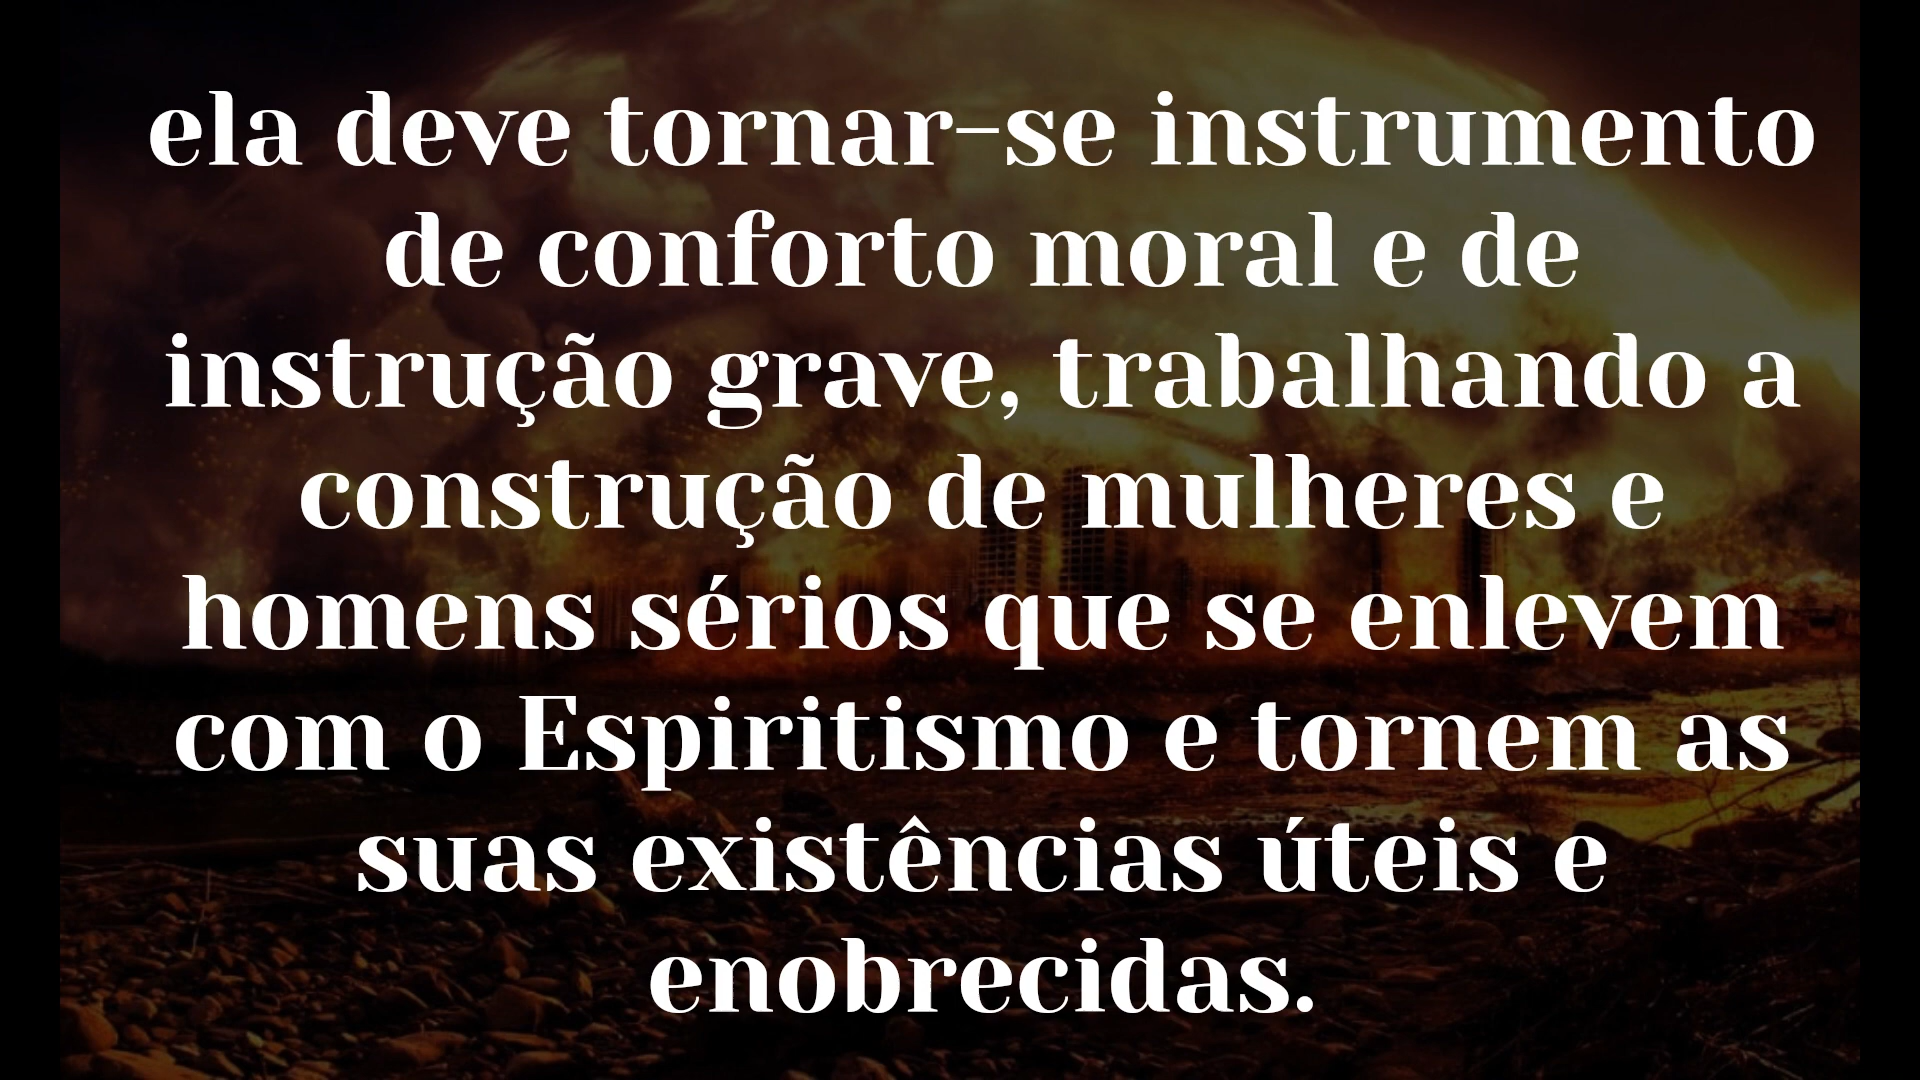 ela deve tornar-se instrumento
de conforto moral e de
instrução grave, trabalhando a
construção de mulheres e
homens sérios que se enlevem
com o Espiritismo e tornem as
suas existências úteis e
enobrecidas.